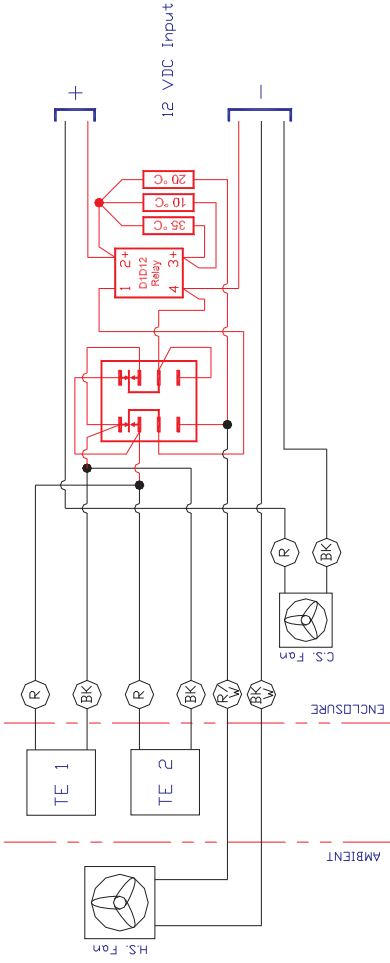 +
12 VDC Input
−
20 °C
10 °C
35 °C
2+
3+
1
4
D1D12
Relay
R
BK
C.S. Fan
R
BK
R
BK
R/
W
BK
W
ENCLOSURE
TE 1
TE 2
AMBIENT
H.S. Fan